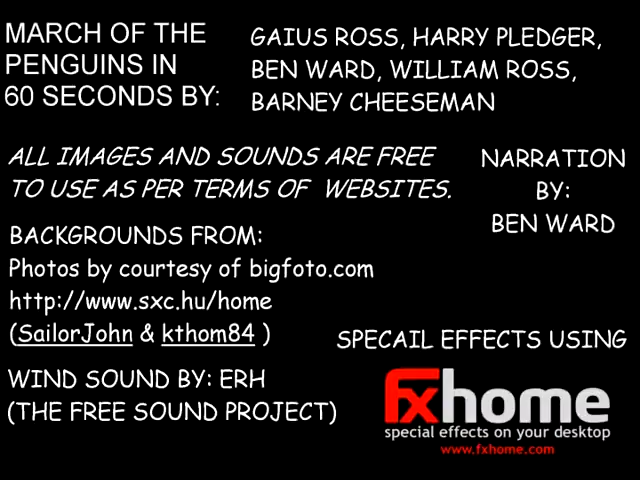 MARCH OF THE
PENGUINS IN
60 SECONDS BY:
GAIUS ROSS, HARRY PLEDGER,
BEN WARD, WILLIAM ROSS,
BARNEY CHEESEMAN
ALL IMAGES AND SOUNDS ARE FREE
TO USE AS PER TERMS OF WEBSITES.
NARRATION
BY:
BEN WARD
BACKGROUNDS FROM:
Photos by courtesy of bigfoto.com
http://www.sxc.hu/home
(SailorJohn & kthom84 )
SPECAIL EFFECTS USING
WIND SOUND BY: ERH
(THE FREE SOUND PROJECT)
fxhome
special effects on your desktop
www.fxhome.com